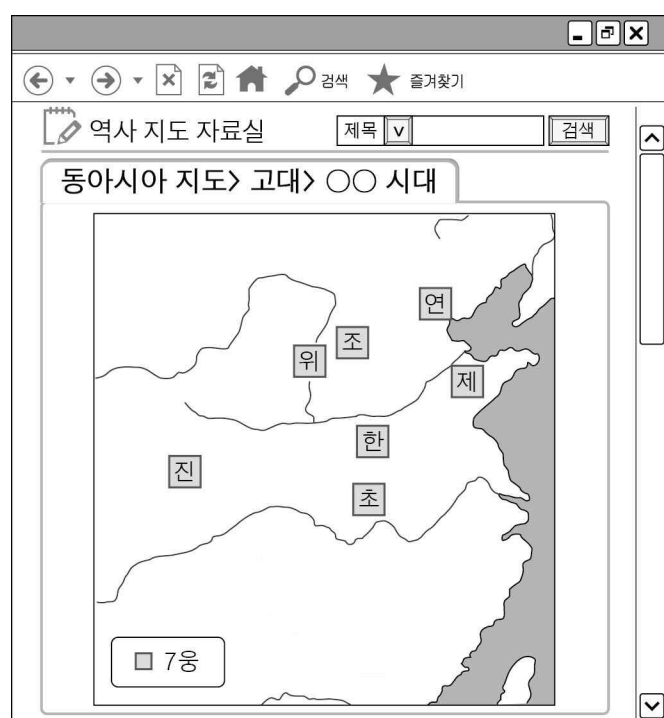 검색 즐겨찾기
역사 지도 자료실 제목 v 검색
동아시아 지도> 고대> ○○ 시대
연
조
위
제
한
진
초
7웅